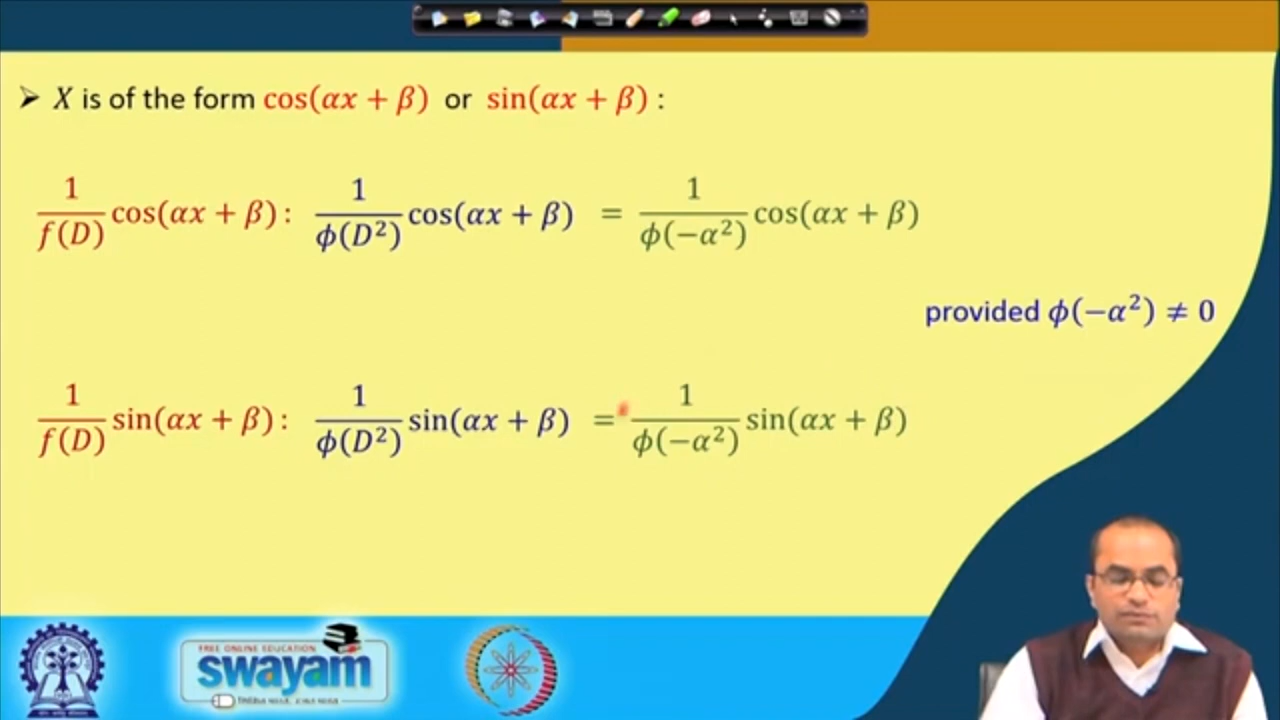 ➤ X is of the form cos(αx + β) or sin(αx + β) :
1/f(D) cos(αx + β) : 1/ϕ(D²) cos(αx + β) = 1/ϕ(−α²) cos(αx + β)
provided ϕ(−α²) ≠ 0
1/f(D) sin(αx + β) : 1/ϕ(D²) sin(αx + β) = 1/ϕ(−α²) sin(αx + β)
FREE ONLINE EDUCATION
swayam